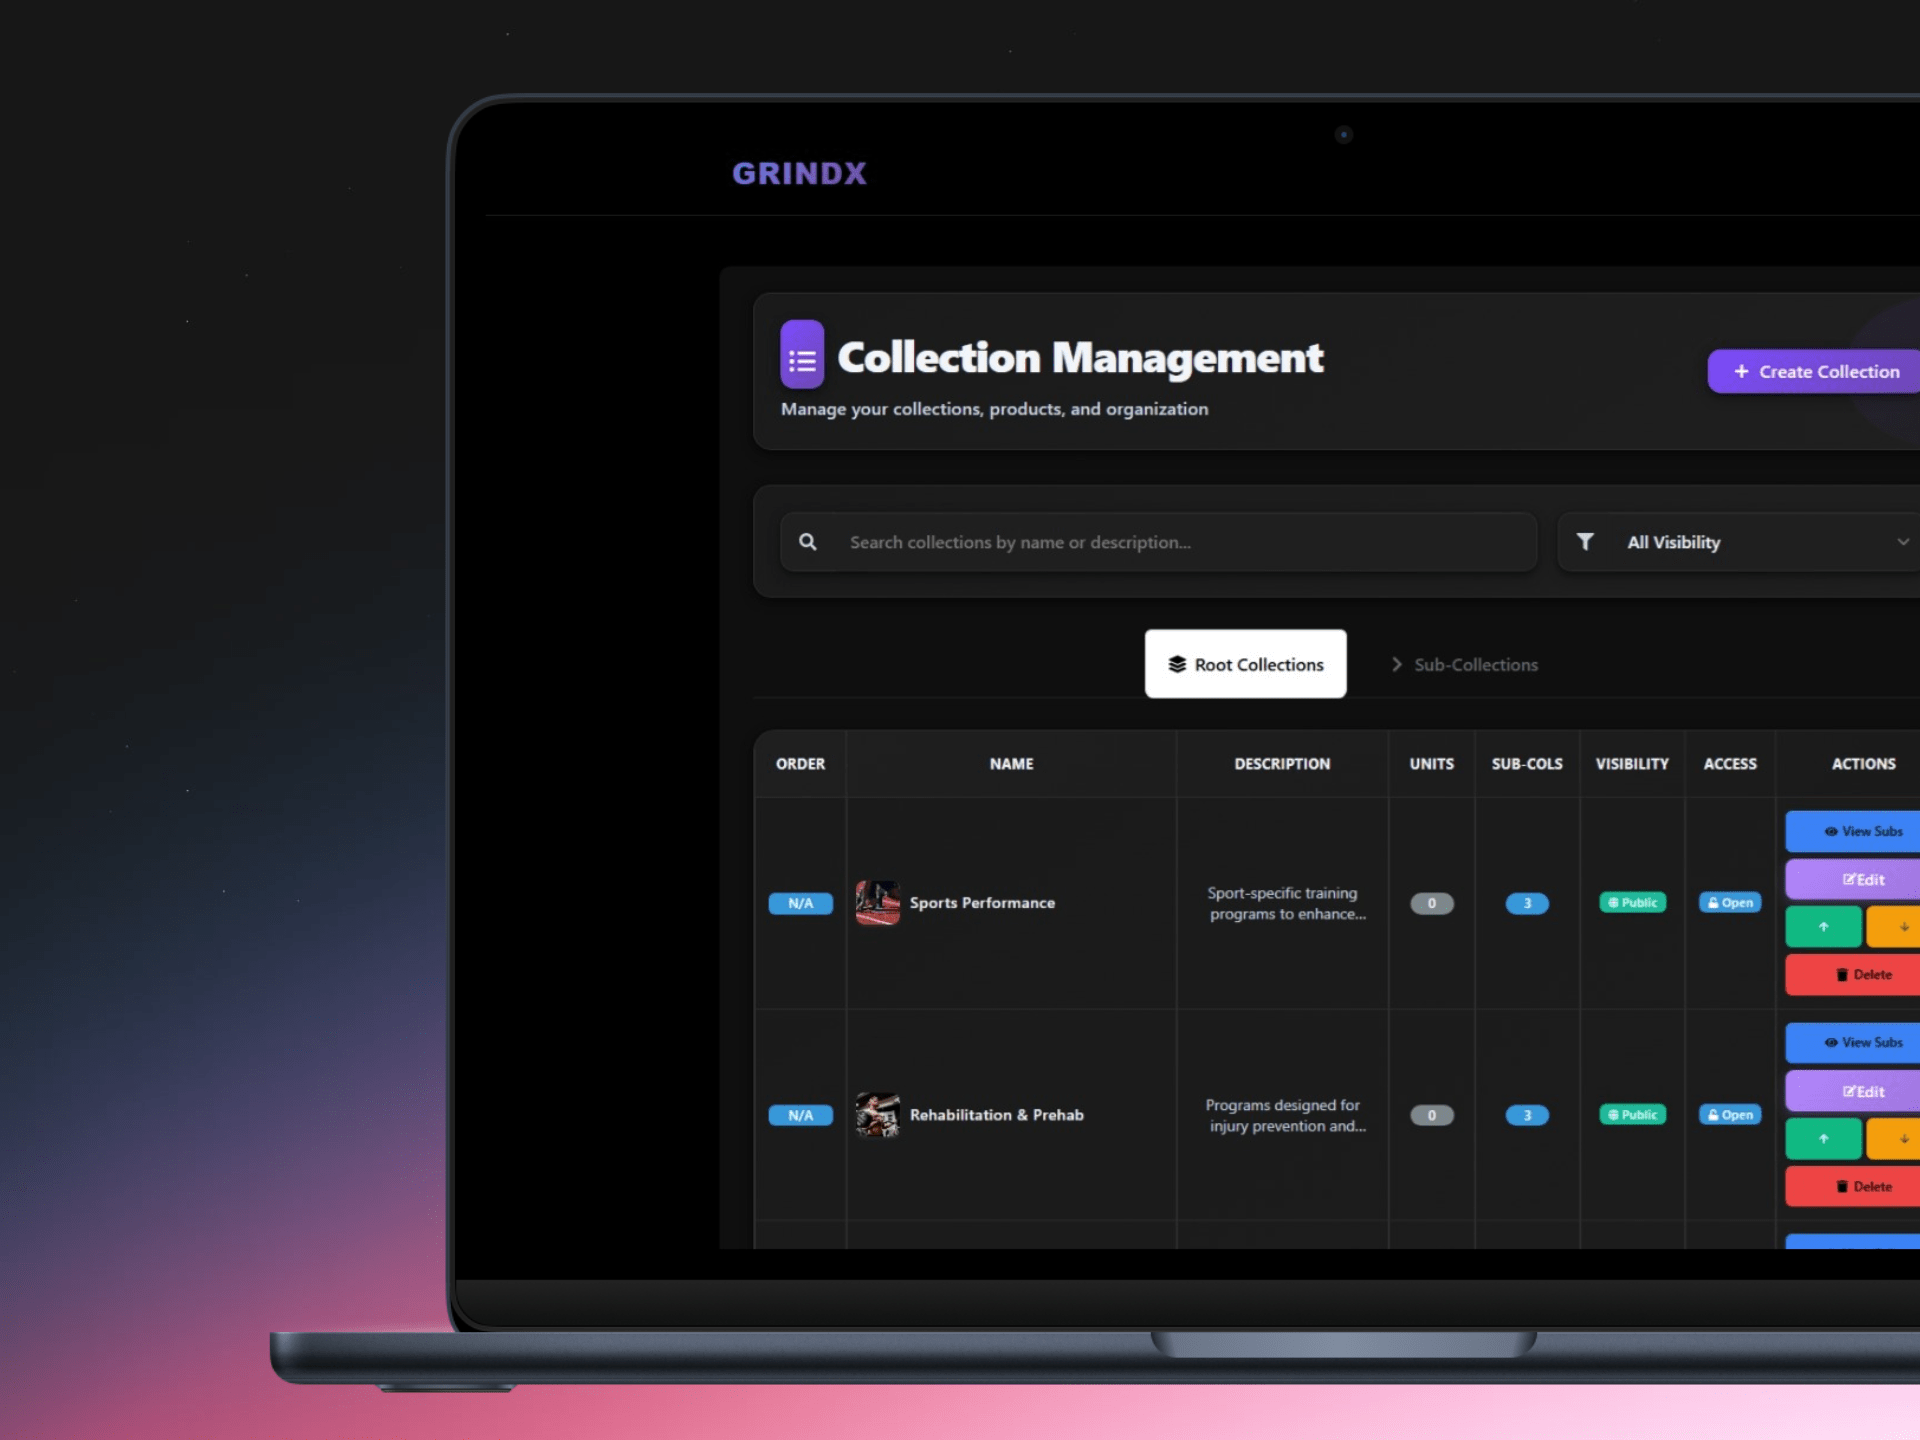 GRINDX
Collection Management
Manage your collections, products, and organization
+ Create Collection
Search collections by name or description...
All Visibility
Root Collections
Sub-Collections
ORDER NAME DESCRIPTION UNITS SUB-COLS VISIBILITY ACCESS ACTIONS
N/A Sports Performance
Sport-specific training
programs to enhance...
0 3 Public Open
View Subs
Edit
Delete
N/A Rehabilitation & Prehab
Programs designed for
injury prevention and...
0 3 Public Open
View Subs
Edit
Delete